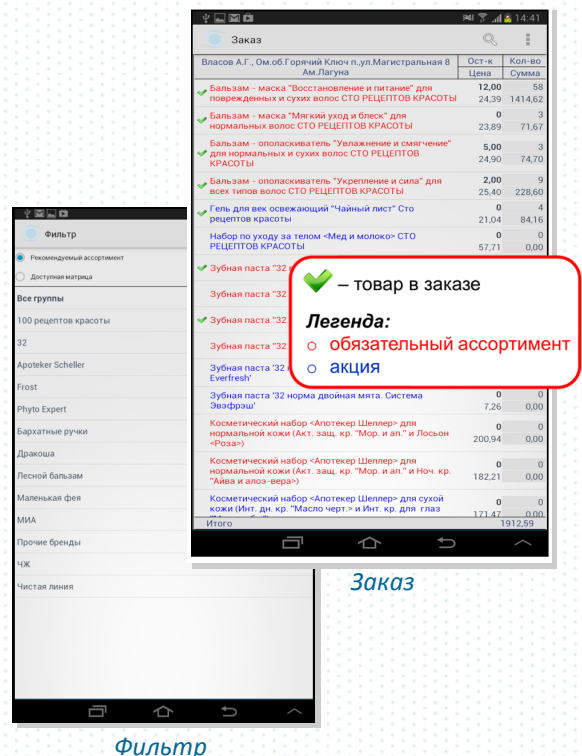 14:41
Заказ
Власов А.Г., Ом.об.Горячий Ключ п.,ул.Магистральная 8
Ам.Лагуна
Ост-к Кол-во
Цена Сумма
Бальзам - маска "Восстановление и питание" для
поврежденных и сухих волос СТО РЕЦЕПТОВ КРАСОТЫ
12,00 58
24,39 1414,62
Бальзам - маска "Мягкий уход и блеск" для
нормальных волос СТО РЕЦЕПТОВ КРАСОТЫ
0 3
23,89 71,67
Бальзам - ополаскиватель "Увлажнение и смягчение"
для нормальных и сухих волос СТО РЕЦЕПТОВ
КРАСОТЫ
5,00 3
24,90 74,70
Бальзам - ополаскиватель "Укрепление и сила" для
всех типов волос СТО РЕЦЕПТОВ КРАСОТЫ
2,00 9
25,40 228,60
Гель для век освежающий "Чайный лист" Сто
рецептов красоты
0 4
21,04 84,16
Набор по уходу за телом <Мед и молоко> СТО
РЕЦЕПТОВ КРАСОТЫ
0 0
57,71 0,00
Зубная паста "32
Зубная паста "32
Зубная паста "32
Зубная паста "32
Зубная паста '32
Everfresh'
Зубная паста '32 норма двойная мята. Система
Эвэфрэш'
0 0
7,26 0,00
Косметический набор <Апотекер Шеллер> для
нормальной кожи (Акт. защ. кр. "Мор. и ап." и Лосьон
<Роза>)
0 0
200,94 0,00
Косметический набор <Апотекер Шеллер> для
нормальной кожи (Акт. защ. кр. "Мор. и ап." и Ноч. кр.
"Айва и алоэ-вера>)
0 0
182,21 0,00
Косметический набор <Апотекер Шеллер> для сухой
кожи (Инт. дн. кр. "Масло черт.> и Инт. кр. для глаз
0 0
171,47 0,00
Итого 1912,59
– товар в заказе
Легенда:
обязательный ассортимент
акция
Заказ
Фильтр
Рекомендуемый ассортимент
Доступная матрица
Все группы
100 рецептов красоты
32
Apoteker Scheller
Frost
Phyto Expert
Бархатные ручки
Дракоша
Лесной бальзам
Маленькая фея
МИА
Прочие бренды
ЧЖ
Чистая линия
Фильтр